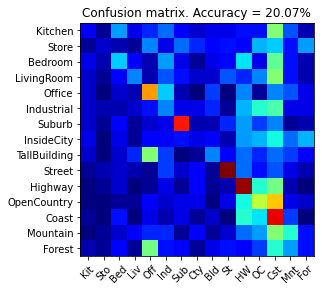 Confusion matrix. Accuracy = 20.07%
Kitchen
Store
Bedroom
LivingRoom
Office
Industrial
Suburb
InsideCity
TallBuilding
Street
Highway
OpenCountry
Coast
Mountain
Forest
Kit Sto Bed Liv Off Ind Sub Cty Bld St HW OC Cst Mnt For